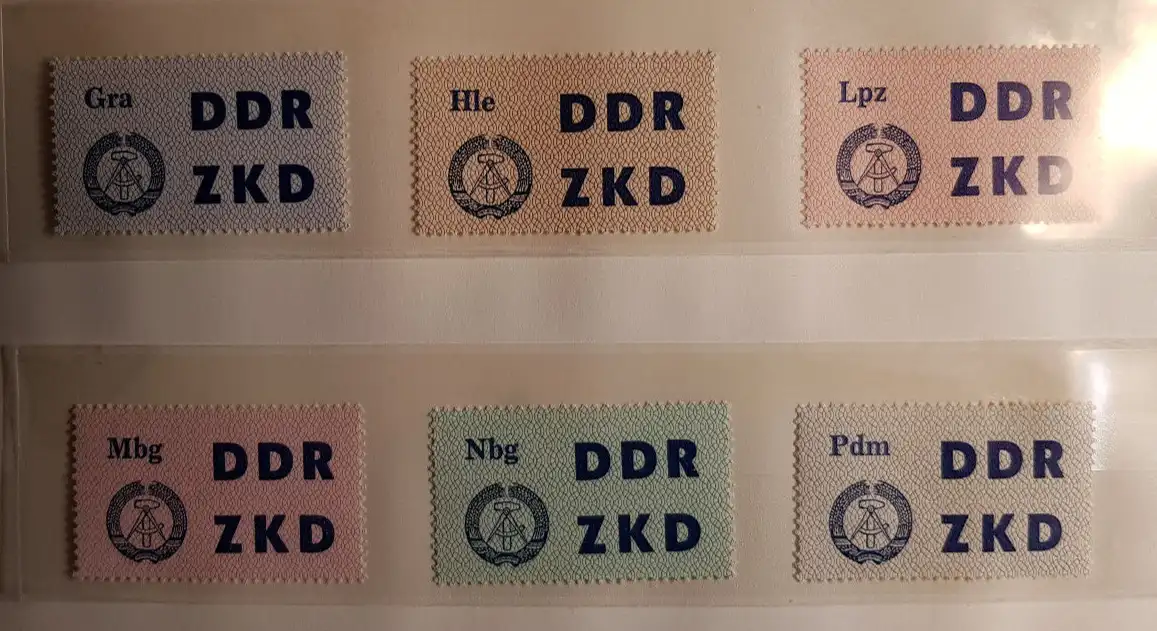 Gra DDR
ZKD
Hle DDR
ZKD
Lpz DDR
ZKD
Mbg DDR
ZKD
Nbg DDR
ZKD
Pdm DDR
ZKD